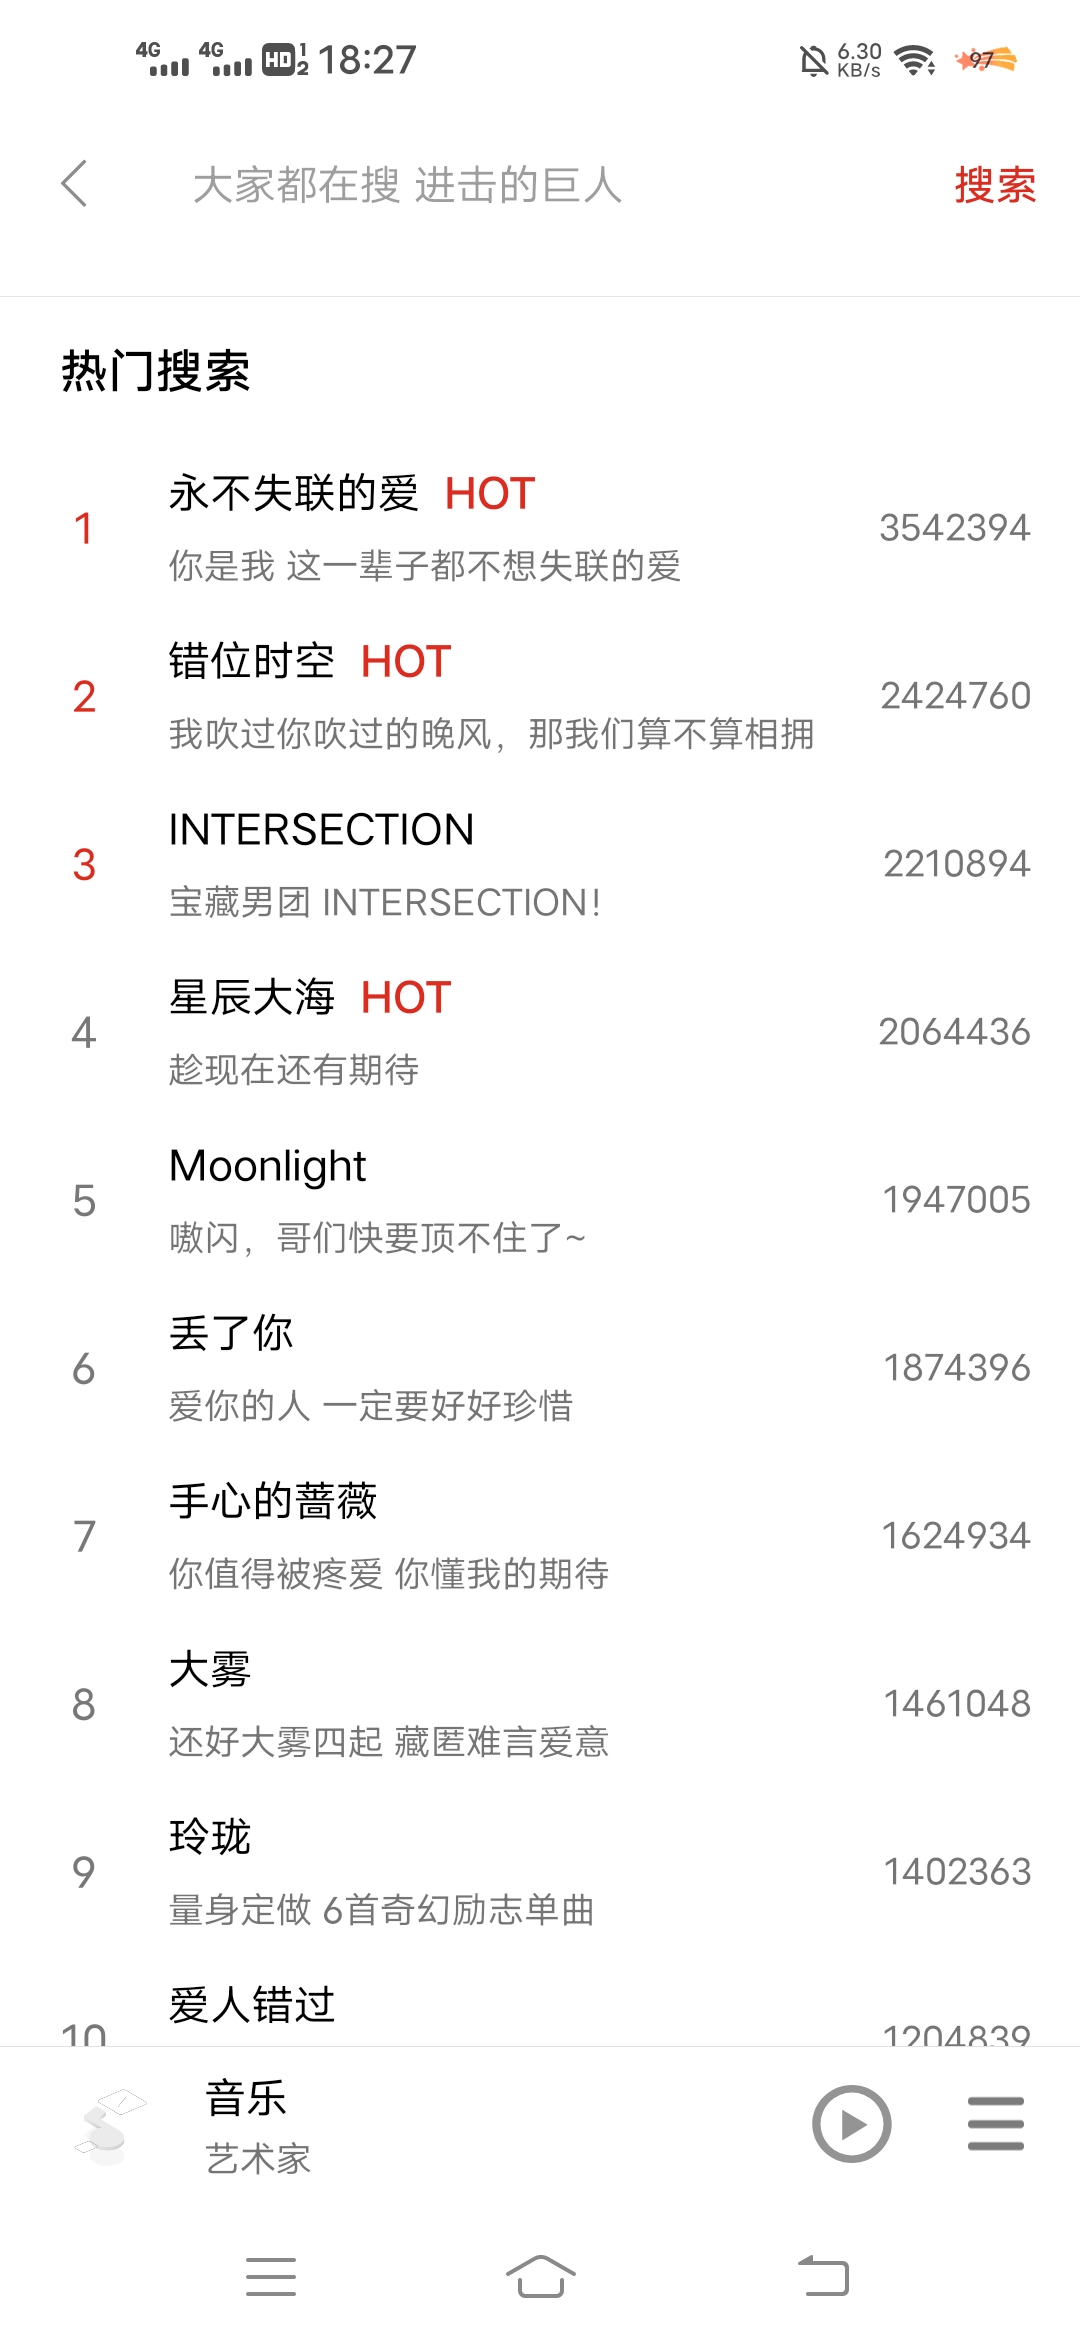 4G 4G HD 1 2 18:27 6.30 KB/s 97
大家都在搜 进击的巨人 搜索
热门搜索
永不失联的爱 HOT
1 3542394
你是我 这一辈子都不想失联的爱
错位时空 HOT
2 2424760
我吹过你吹过的晚风，那我们算不算相拥
INTERSECTION
3 2210894
宝藏男团 INTERSECTION！
星辰大海 HOT
4 2064436
趁现在还有期待
Moonlight
5 1947005
嗷闪，哥们快要顶不住了~
丢了你
6 1874396
爱你的人 一定要好好珍惜
手心的蔷薇
7 1624934
你值得被疼爱 你懂我的期待
大雾
8 1461048
还好大雾四起 藏匿难言爱意
玲珑
9 1402363
量身定做 6首奇幻励志单曲
爱人错过
10 1204839
音乐
艺术家